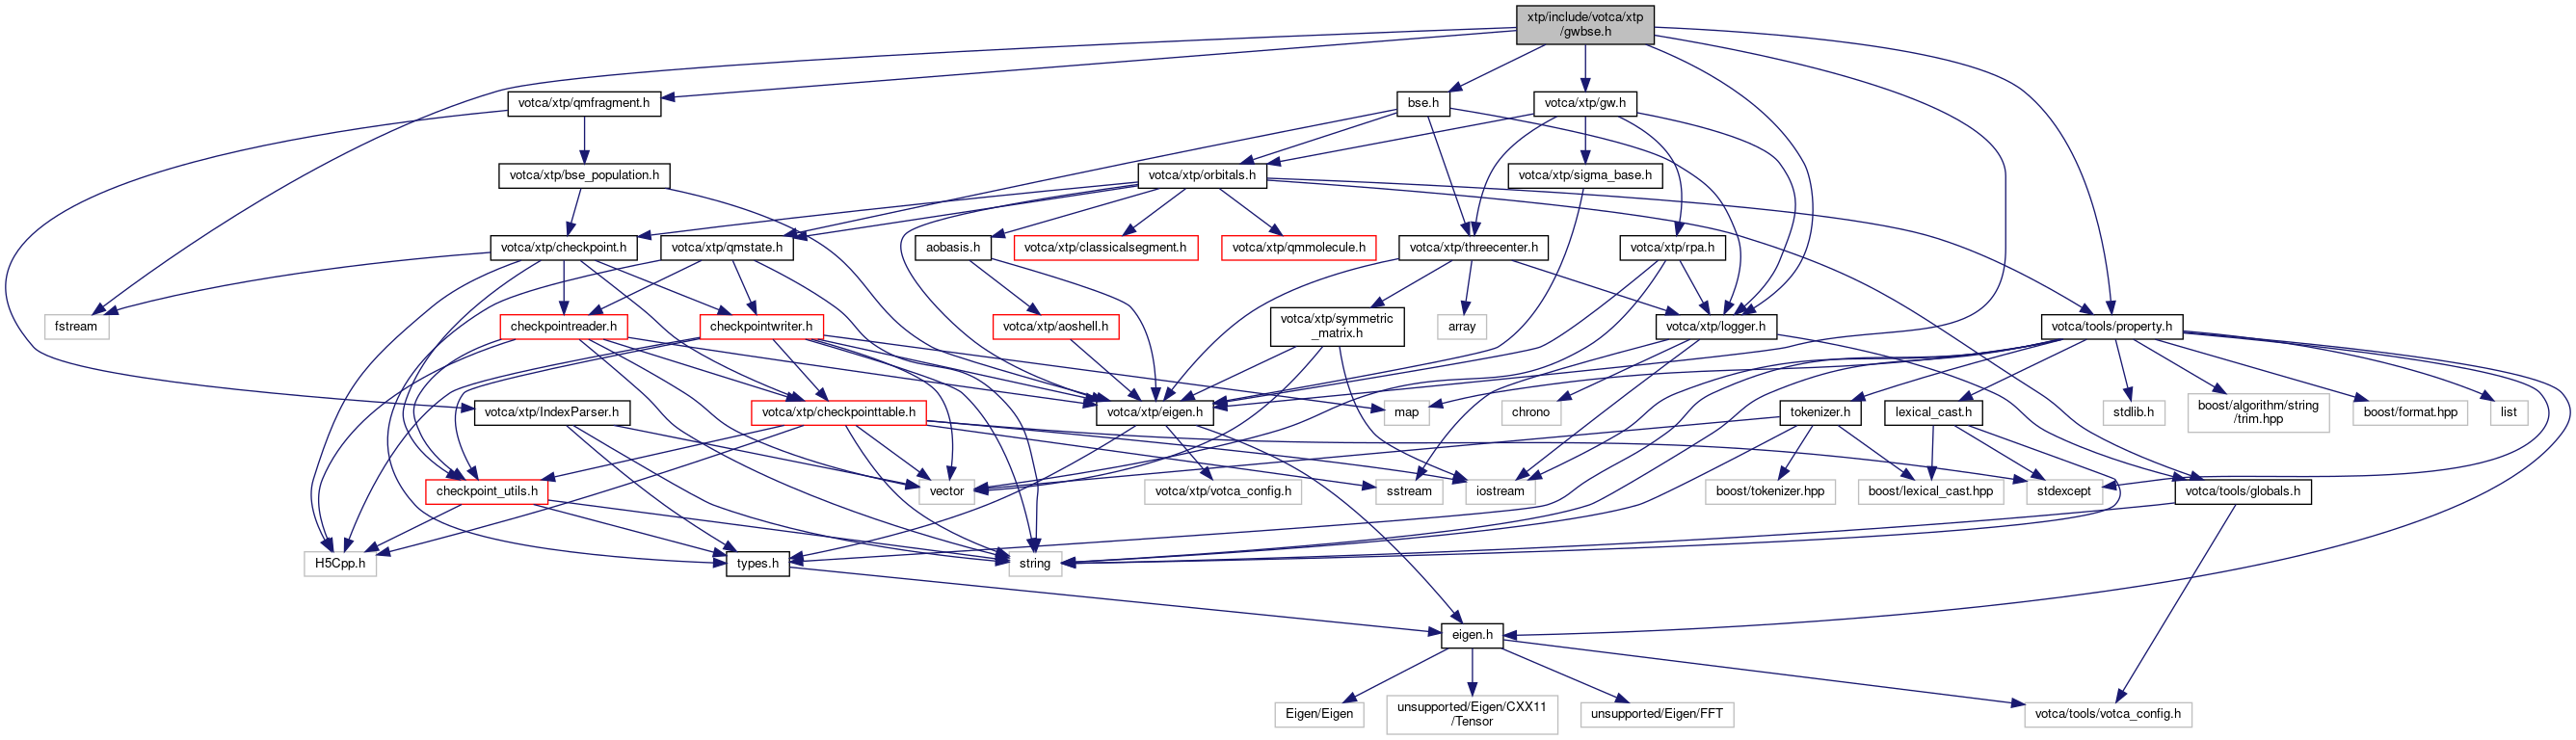 xtp/include/votca/xtp
/gwbse.h
votca/xtp/qmfragment.h
bse.h
votca/xtp/gw.h
votca/xtp/bse_population.h
votca/xtp/orbitals.h
votca/xtp/sigma_base.h
votca/xtp/checkpoint.h
votca/xtp/qmstate.h
aobasis.h
votca/xtp/classicalsegment.h
votca/xtp/qmmolecule.h
votca/xtp/threecenter.h
votca/xtp/rpa.h
fstream
checkpointreader.h
checkpointwriter.h
votca/xtp/aoshell.h
votca/xtp/symmetric
_matrix.h
array
votca/xtp/logger.h
votca/tools/property.h
votca/xtp/IndexParser.h
votca/xtp/checkpointtable.h
votca/xtp/eigen.h
map
chrono
tokenizer.h
lexical_cast.h
stdlib.h
boost/algorithm/string
/trim.hpp
boost/format.hpp
list
checkpoint_utils.h
vector
votca/xtp/votca_config.h
sstream
iostream
boost/tokenizer.hpp
boost/lexical_cast.hpp
stdexcept
votca/tools/globals.h
H5Cpp.h
types.h
string
eigen.h
Eigen/Eigen
unsupported/Eigen/CXX11
/Tensor
unsupported/Eigen/FFT
votca/tools/votca_config.h